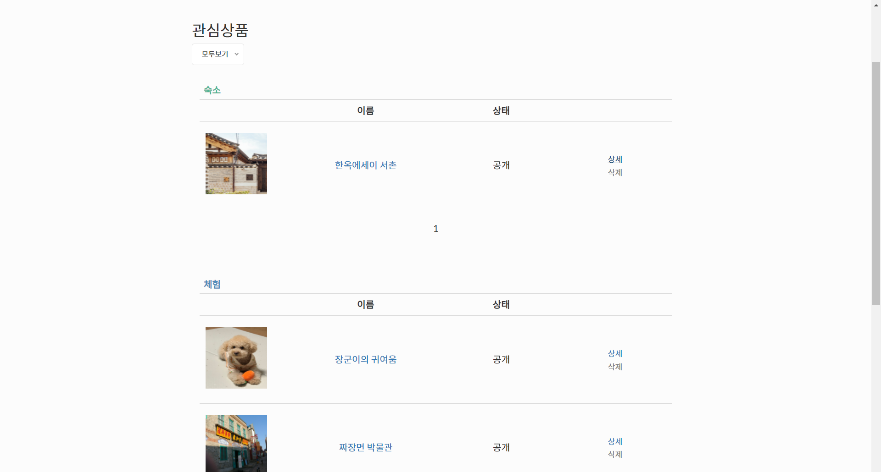 관심상품
모두보기
숙소
이름 상태
한옥에세이 서촌 공개 상세
삭제
1
체험
이름 상태
장군이의 귀여움 공개 상세
삭제
찌장면 박물관 공개 상세
삭제